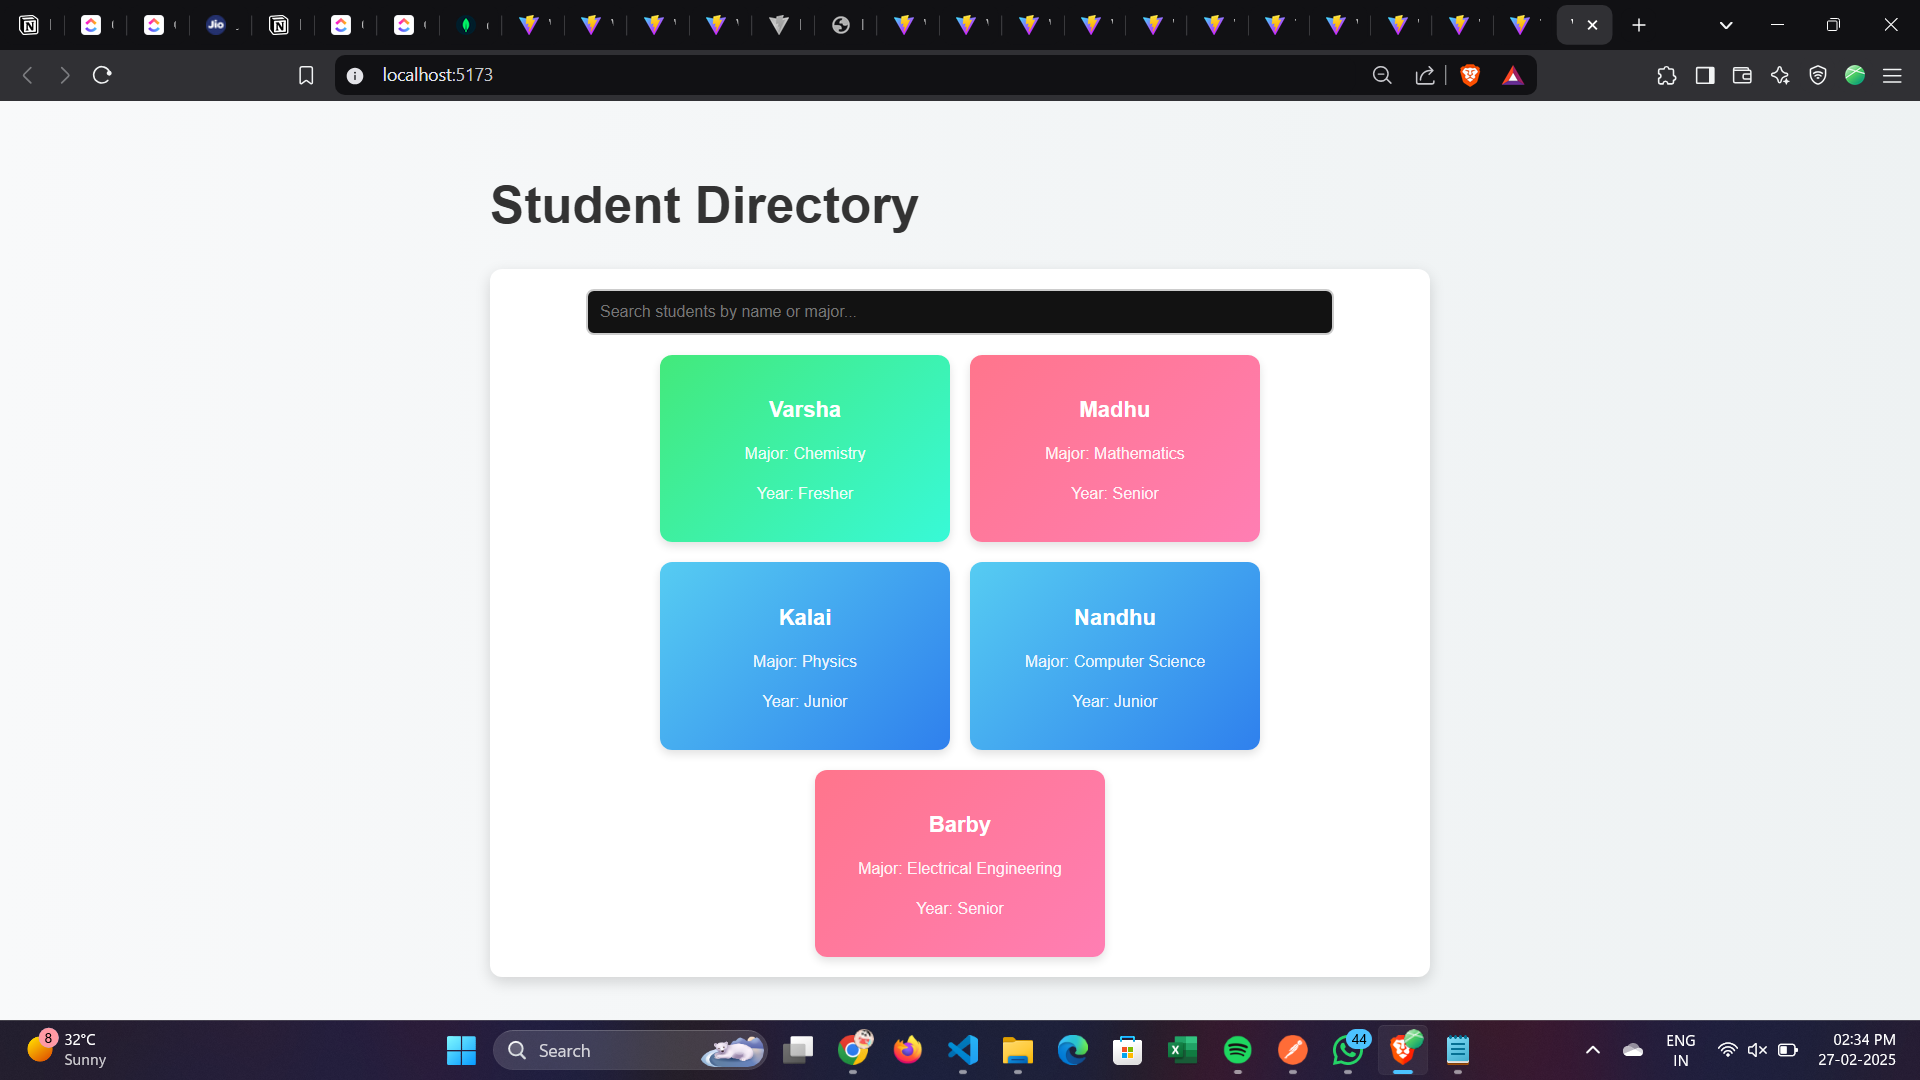 Jio
localhost:5173
Student Directory
Search students by name or major...
Varsha
Major: Chemistry
Year: Fresher
Madhu
Major: Mathematics
Year: Senior
Kalai
Major: Physics
Year: Junior
Nandhu
Major: Computer Science
Year: Junior
Barby
Major: Electrical Engineering
Year: Senior
8
32°C
Sunny
Search
44
ENG
IN
02:34 PM
27-02-2025